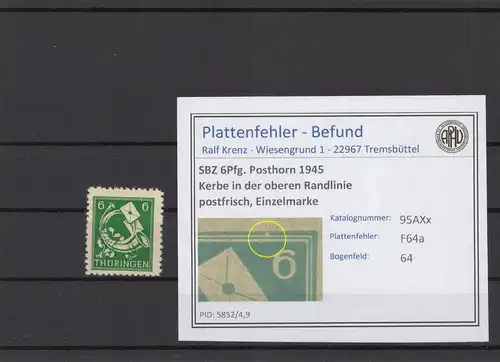 6 6
THÜRINGEN
Plattenfehler - Befund
Ralf Krenz - Wiesengrund 1 - 22967 Tremsbüttel
SBZ 6Pfg. Posthorn 1945
Kerbe in der oberen Randlinie
postfrisch, Einzelmarke
Katalognummer: 95AXx
Plattenfehler: F64a
Bogenfeld: 64
6
PID: 5852/4,9